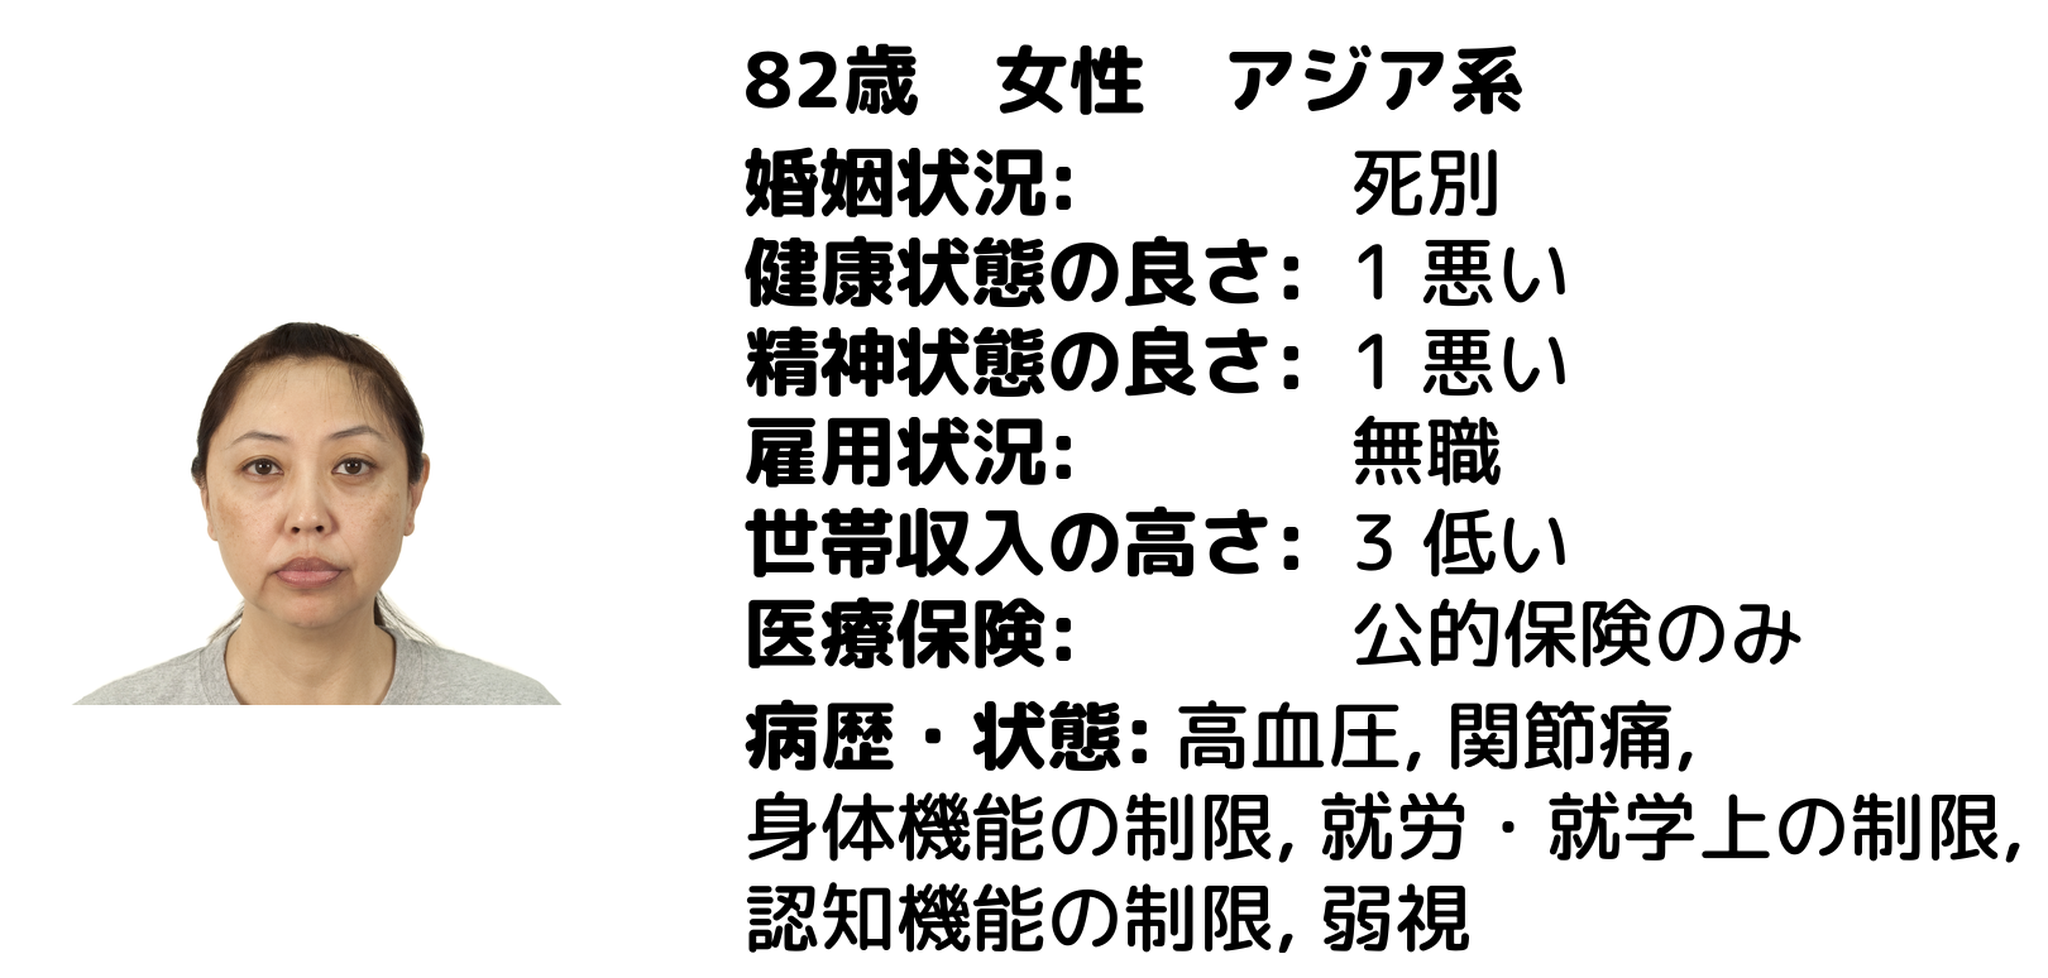 82歳　女性　アジア系
婚姻状況: 死別
健康状態の良さ: 1 悪い
精神状態の良さ: 1 悪い
雇用状況: 無職
世帯収入の高さ: 3 低い
医療保険: 公的保険のみ
病歴・状態: 高血圧, 関節痛,
身体機能の制限, 就労・就学上の制限,
認知機能の制限, 弱視